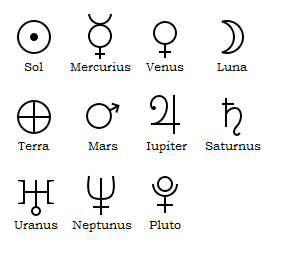 Sol Mercurius Venus Luna
Terra Mars Iupiter Saturnus
Uranus Neptunus Pluto